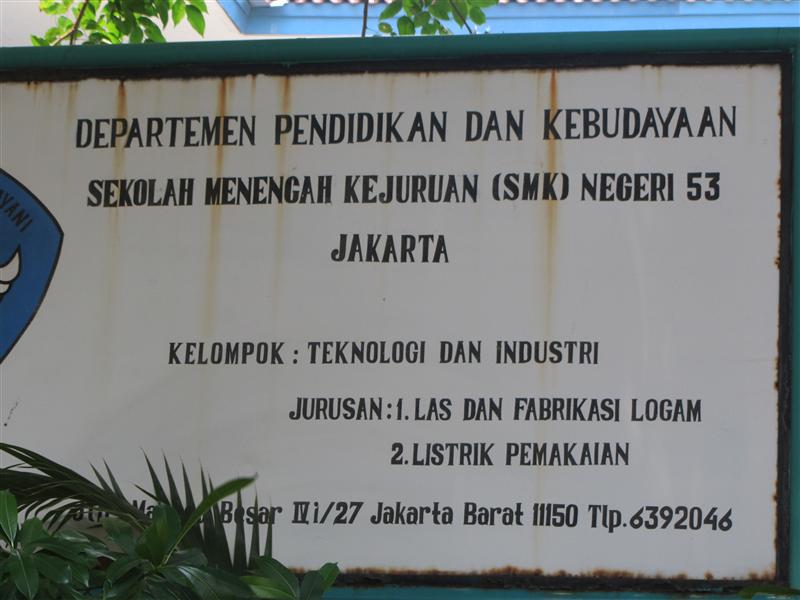 DEPARTEMEN PENDIDIKAN DAN KEBUDAYAAN
SEKOLAH MENENGAH KEJURUAN (SMK) NEGERI 53
JAKARTA
KELOMPOK : TEKNOLOGI DAN INDUSTRI
JURUSAN : 1. LAS DAN FABRIKASI LOGAM
2. LISTRIK PEMAKAIAN
Besar IV i/27 Jakarta Barat 11150 Tlp. 6392046